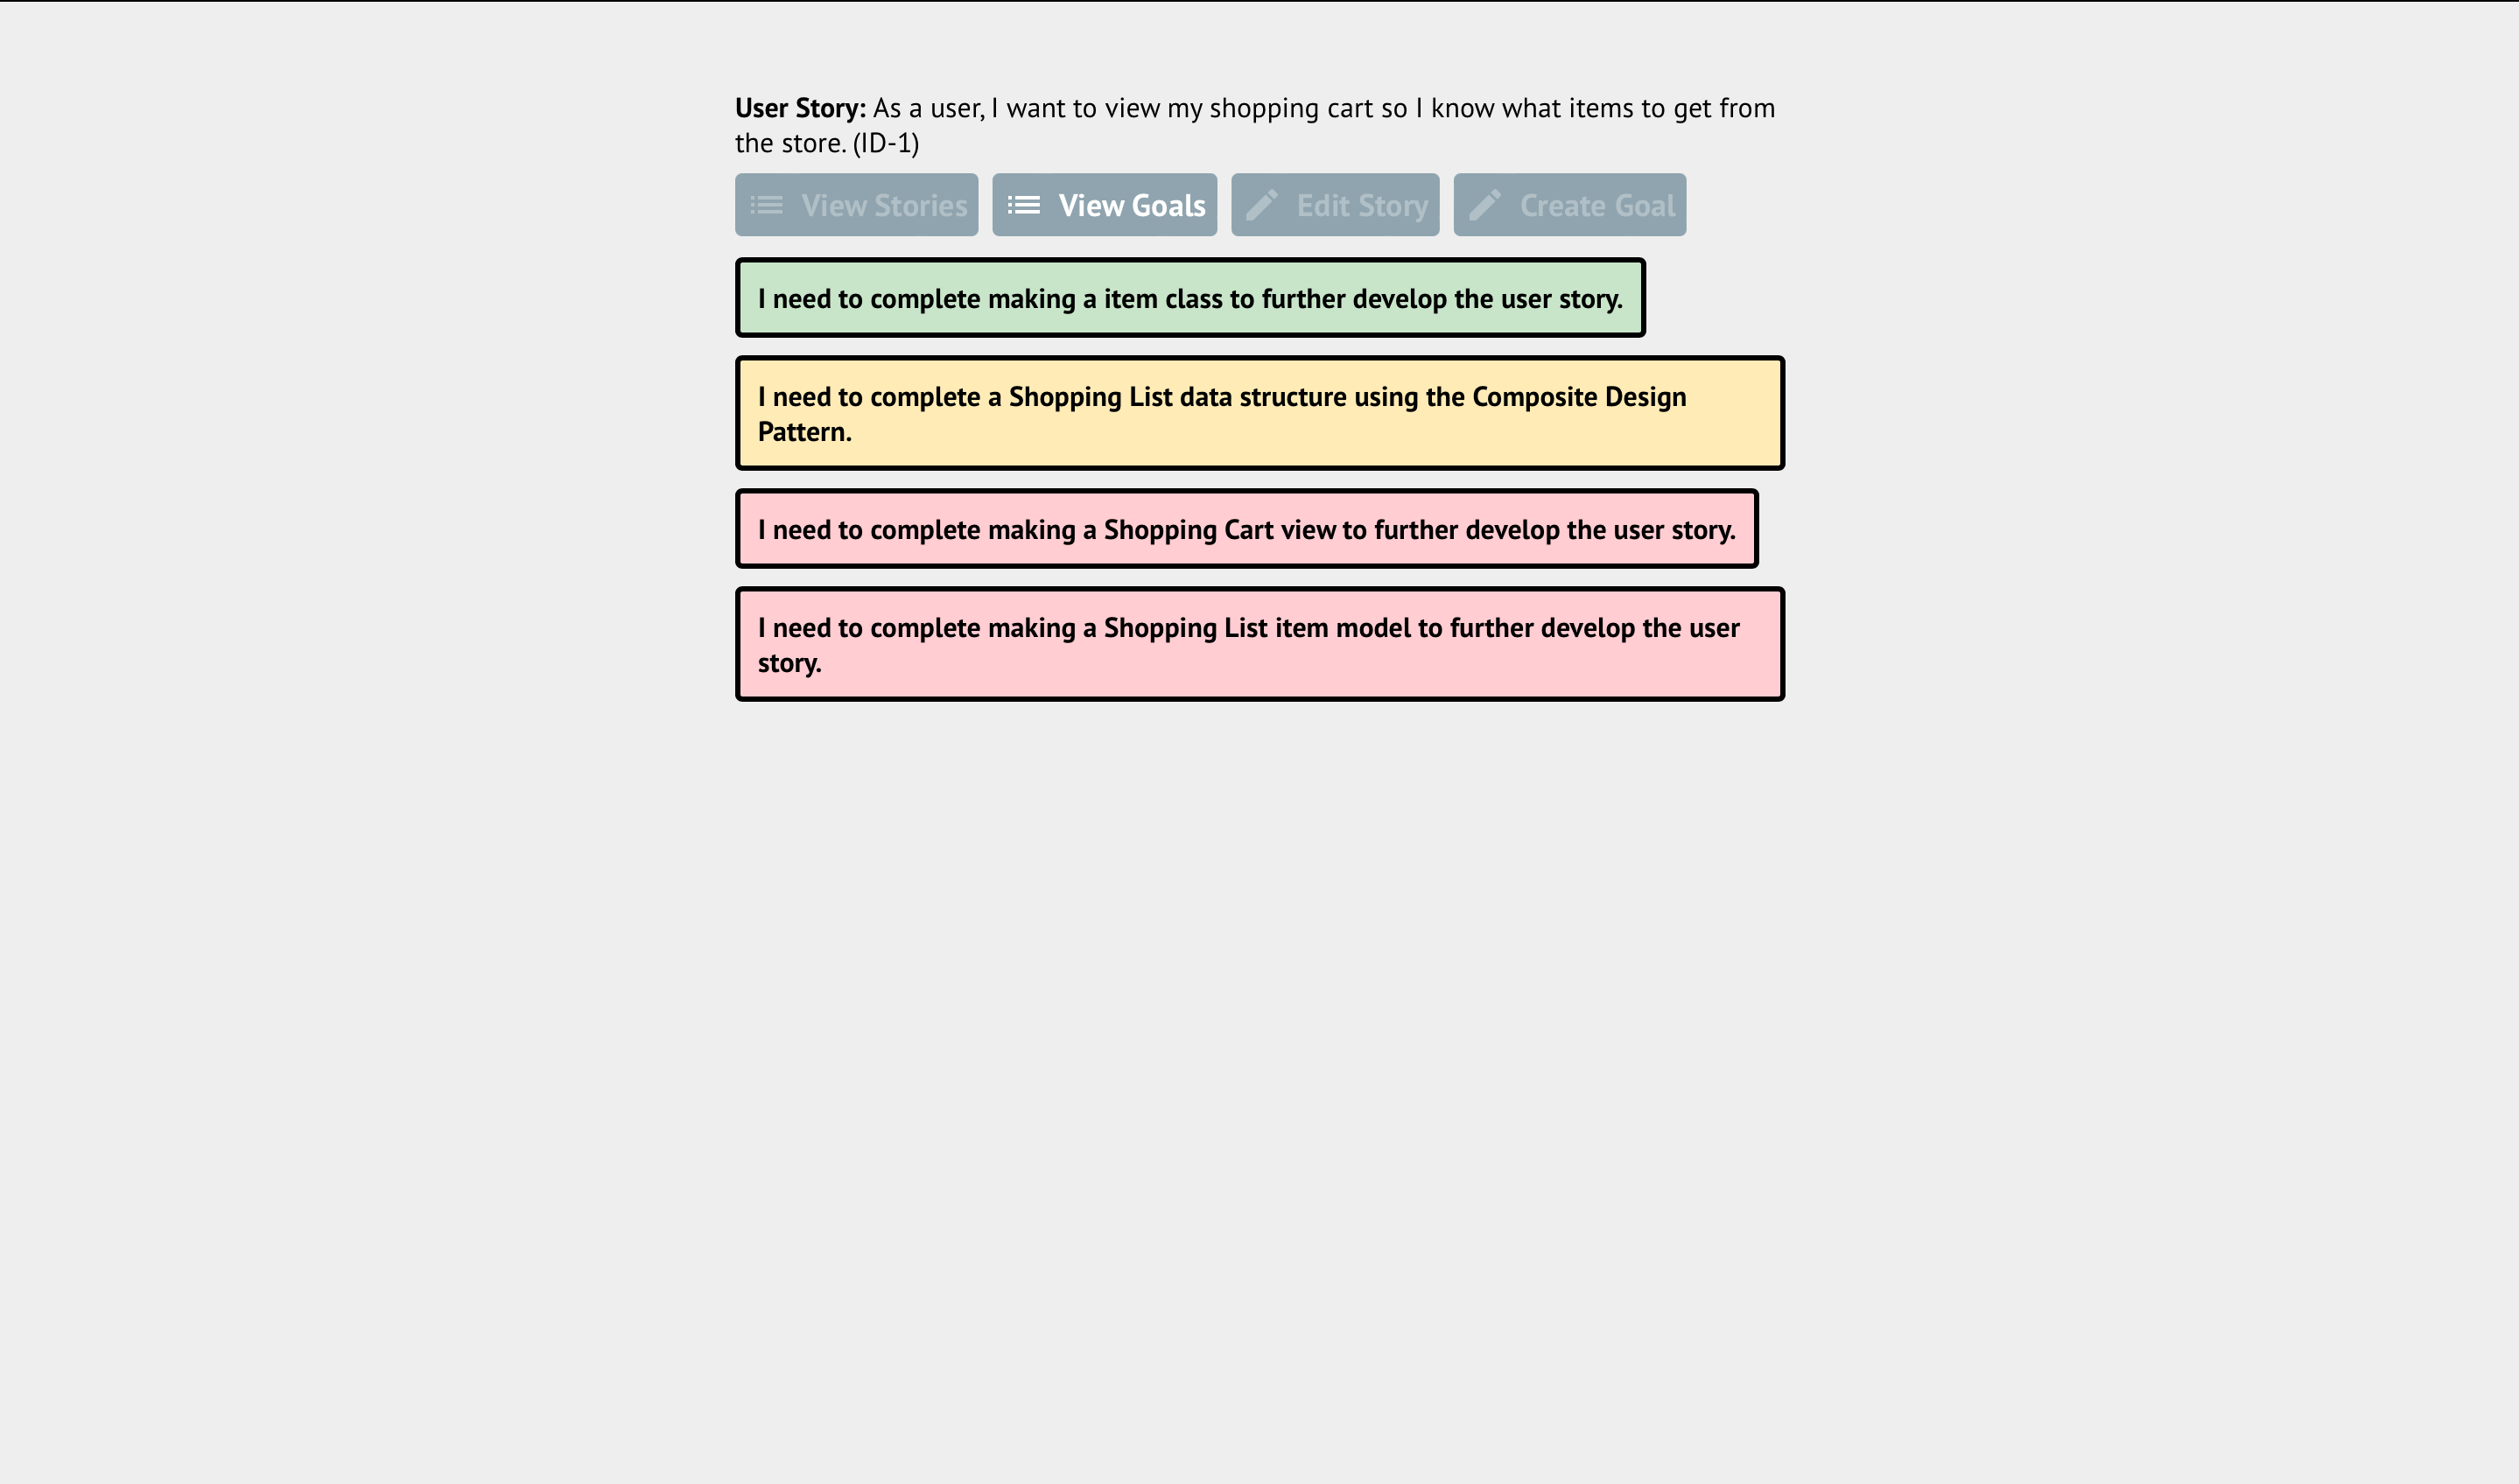 User Story: As a user, I want to view my shopping cart so I know what items to get from
the store. (ID-1)
View Stories View Goals Edit Story Create Goal
I need to complete making a item class to further develop the user story.
I need to complete a Shopping List data structure using the Composite Design
Pattern.
I need to complete making a Shopping Cart view to further develop the user story.
I need to complete making a Shopping List item model to further develop the user
story.